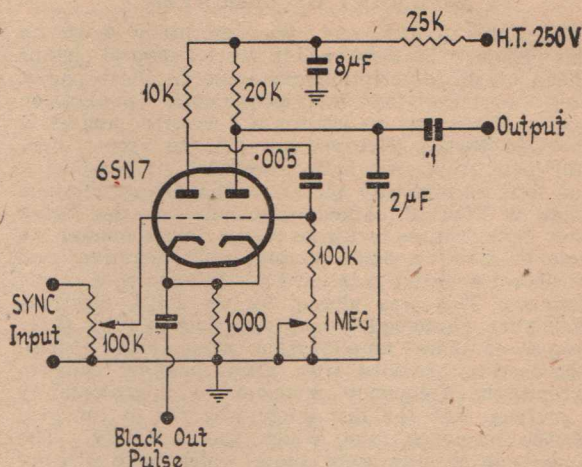 25K
H.T. 250V
8µF
10K
20K
Output
.1
.005
6SN7
2µF
100K
SYNC
Input
100K
1000
1 MEG
Black Out
Pulse